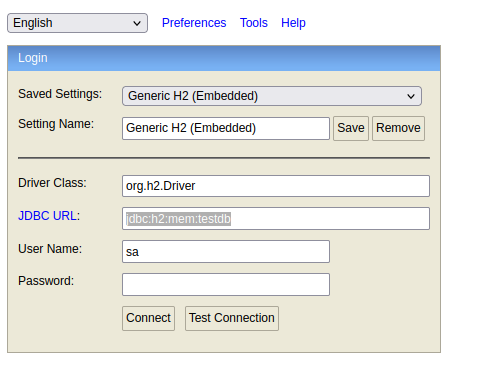 English Preferences Tools Help
Login
Saved Settings: Generic H2 (Embedded)
Setting Name: Generic H2 (Embedded) Save Remove
Driver Class: org.h2.Driver
JDBC URL: jdbc:h2:mem:testdb
User Name: sa
Password:
Connect Test Connection